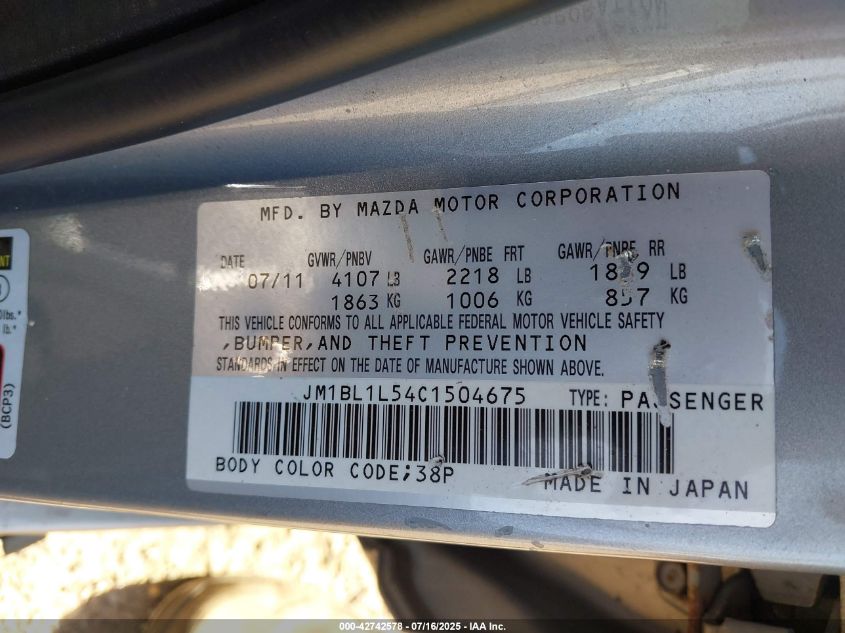 MFD. BY MAZDA MOTOR CORPORATION
DATE GVWR/PNBV GAWR/PNBE FRT GAWR/PNBE RR
07/11 4107 LB 2218 LB LB
1863 KG 1006 KG 857 KG
THIS VEHICLE CONFORMS TO ALL APPLICABLE FEDERAL MOTOR VEHICLE SAFETY
,BUMPER,AND THEFT PREVENTION
STANDARDS IN EFFECT ON THE DATE OF MANUFACTURE SHOWN ABOVE.
JM1BL1L54C1504675 TYPE: PASSENGER
BODY COLOR CODE;38P
MADE IN JAPAN
lb.*
(BCP3)
000-42742578 - 07/16/2025 - IAA Inc.